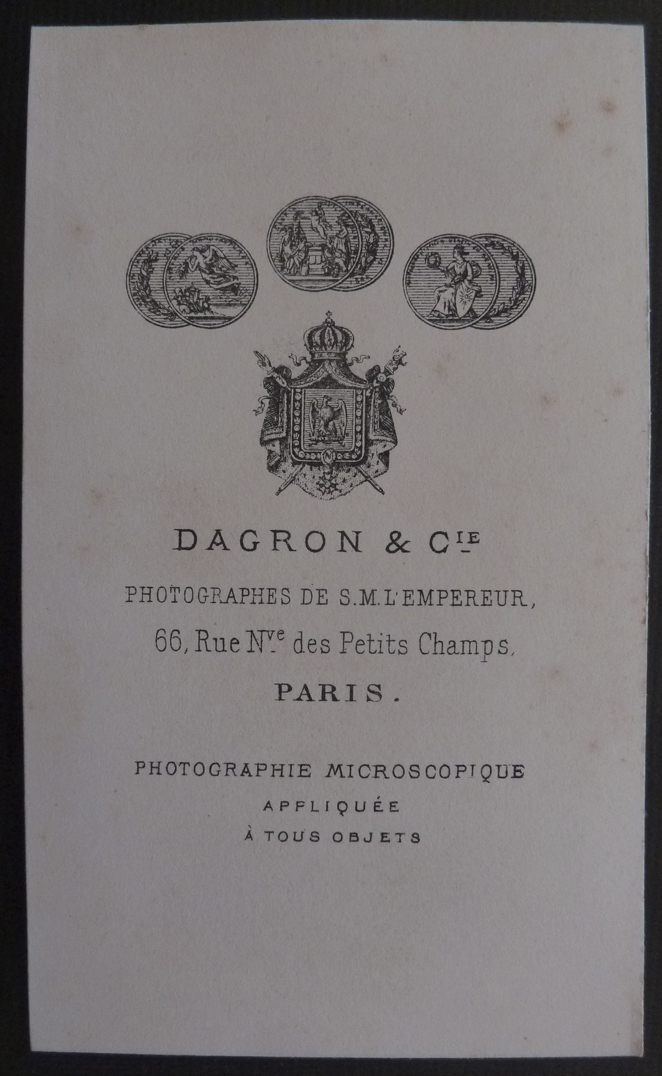 DAGRON & CIE
PHOTOGRAPHES DE S.M.L'EMPEREUR,
66, Rue Nve des Petits Champs,
PARIS.
PHOTOGRAPHIE MICROSCOPIQUE
APPLIQUÉE
À TOUS OBJETS